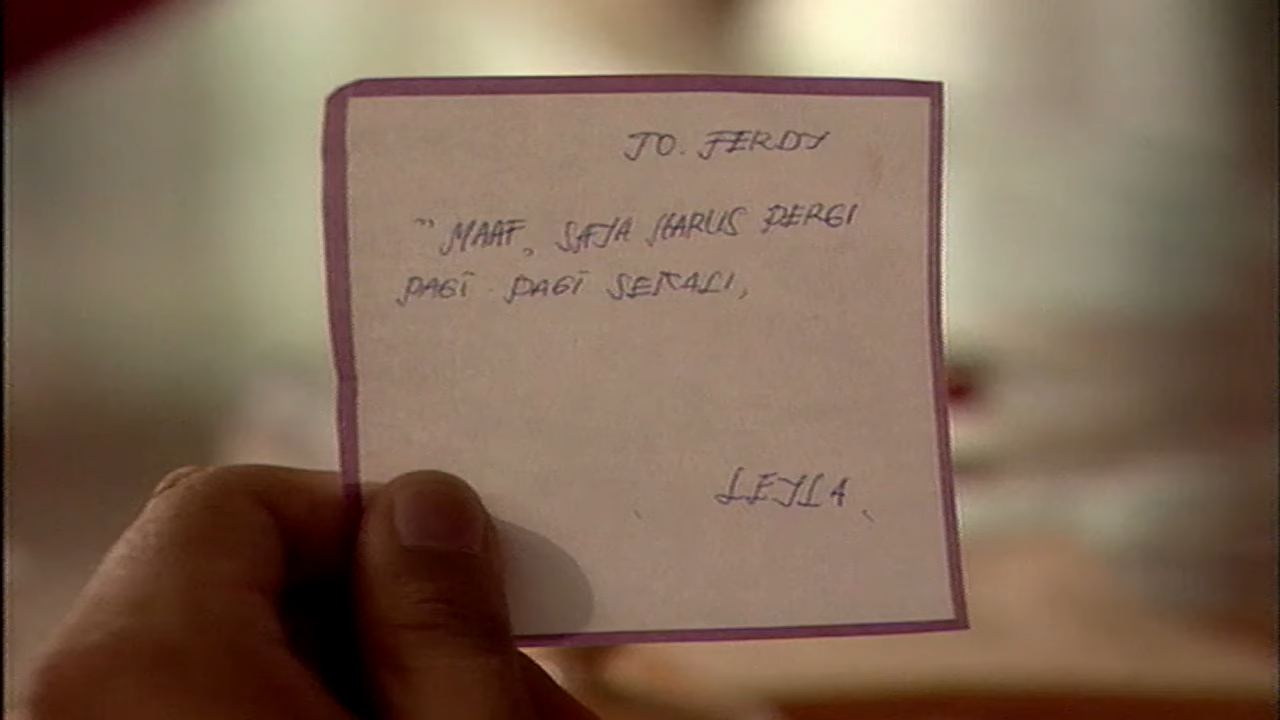 TO. FERDY
" MAAF, SAYA HARUS PERGI
PAGI - PAGI SEKALI,
LEYLA.